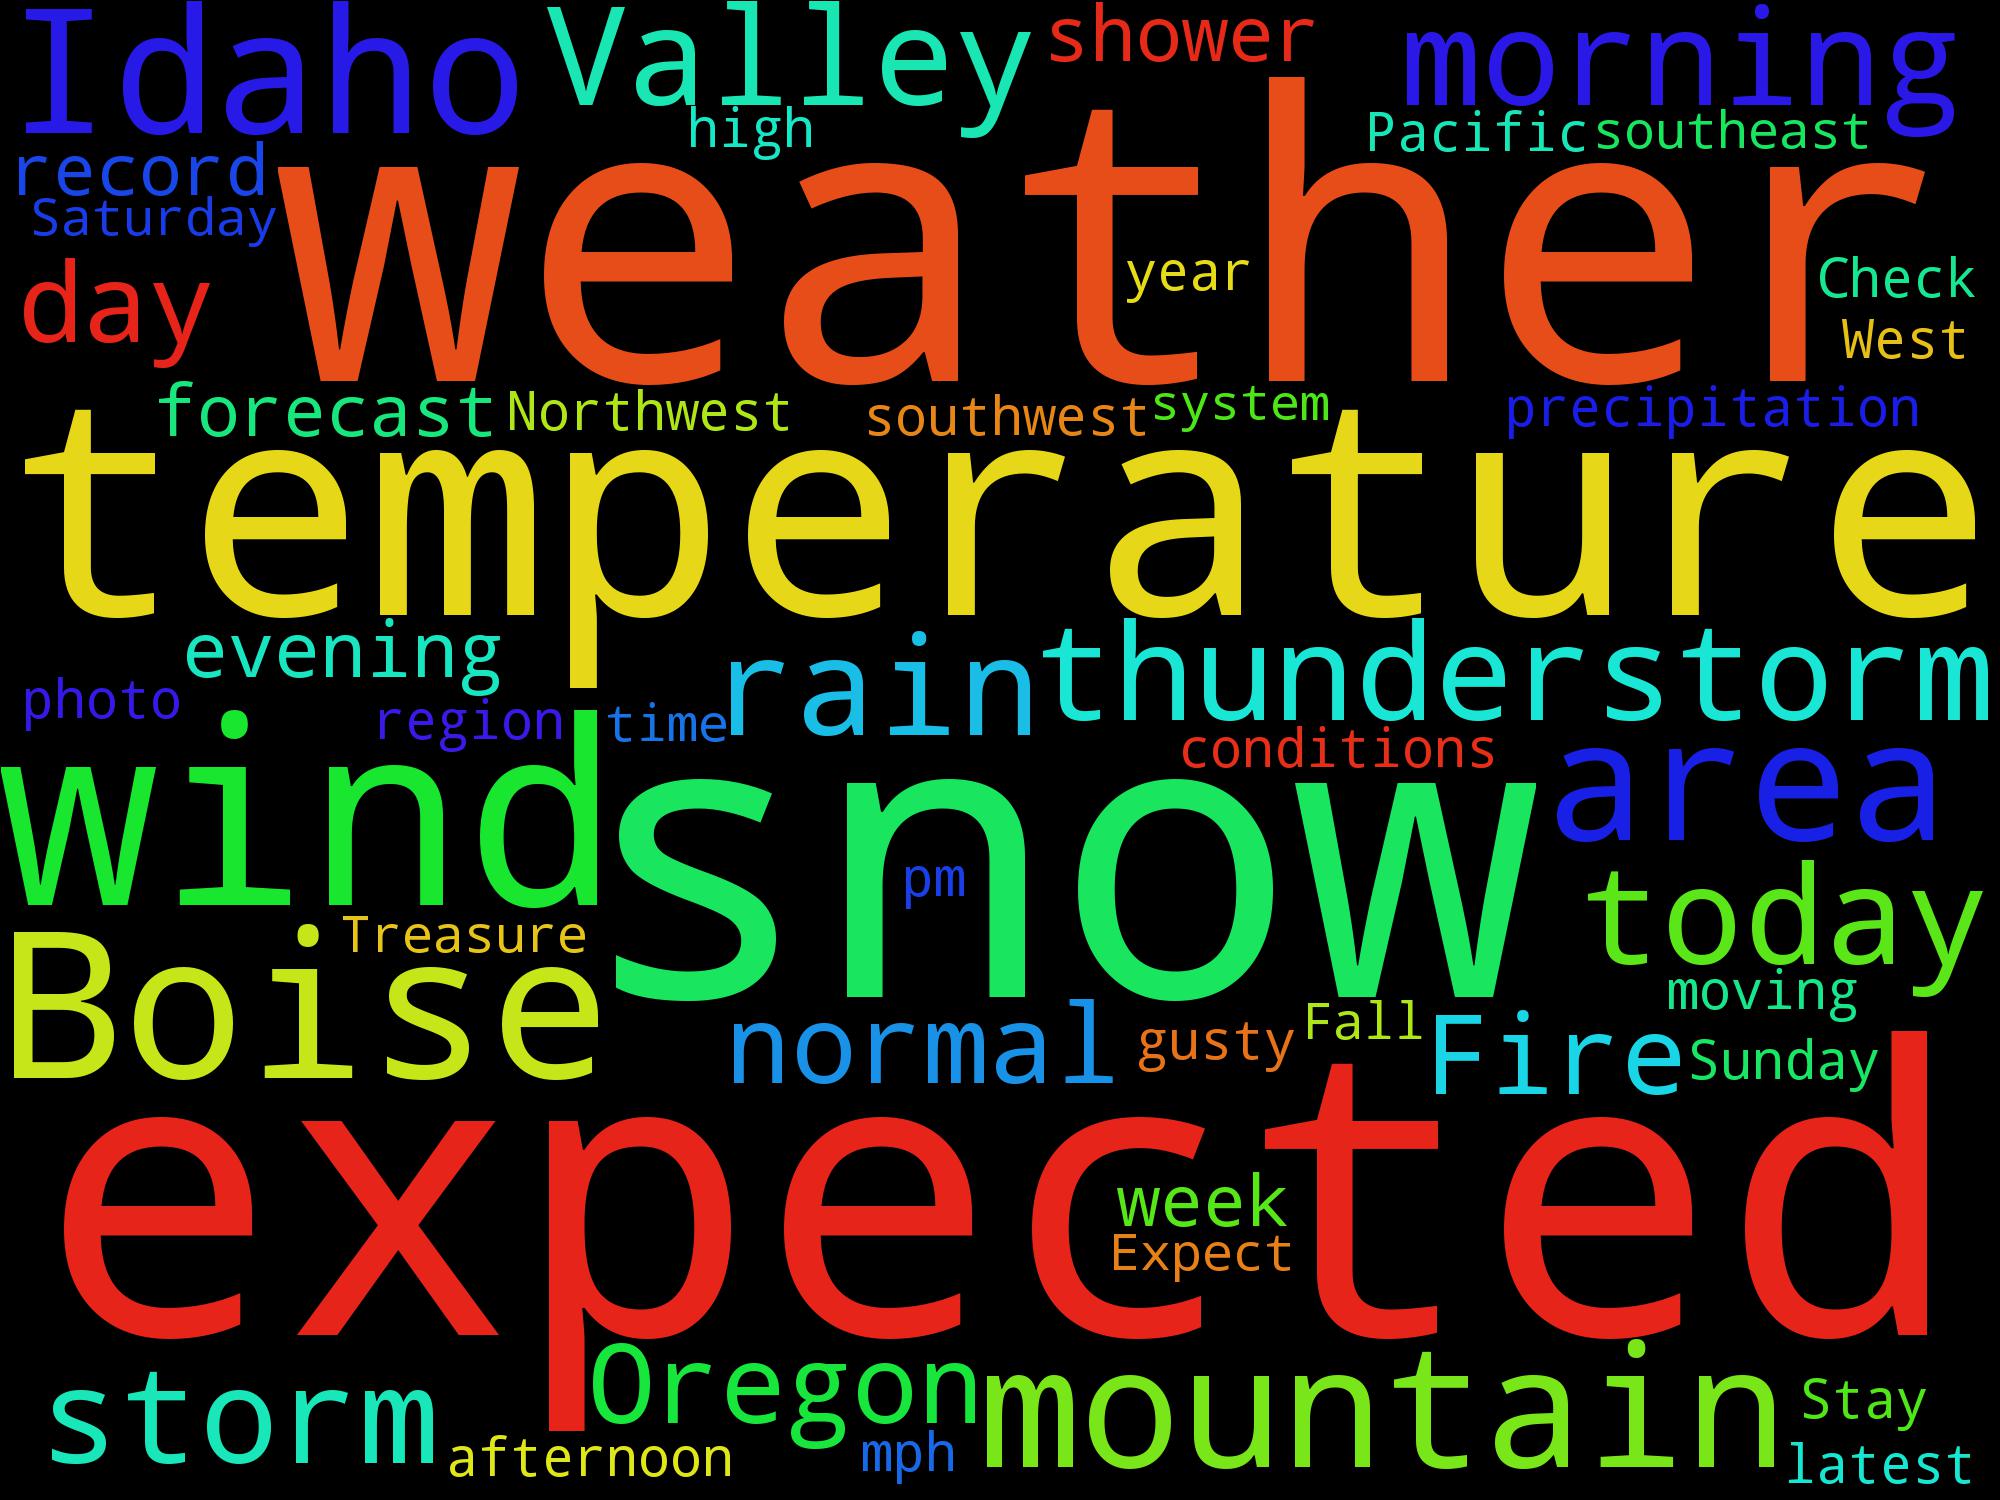 Idaho Valley shower morning
high Pacific southeast
record
Saturday
weather
day year Check
West
forecast Northwest southwest system precipitation
temperature
evening rain thunderstorm
photo region time
conditions
wind snow area
pm today
Treasure
Boise moving
normal gusty Fall Fire Sunday
expected
week
Expect
storm Oregon mountain Stay
afternoon mph latest